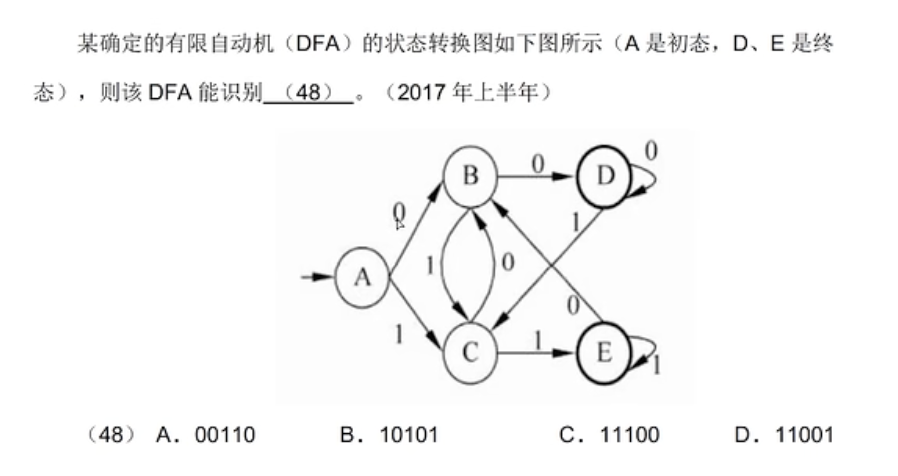 某确定的有限自动机（DFA）的状态转换图如下图所示（A 是初态，D、E 是终
态），则该 DFA 能识别 （48） 。（2017 年上半年）
B 0 D 0
0 1
A 1 0
1 0
C 1 E 1
（48） A．00110 B．10101 C．11100 D．11001